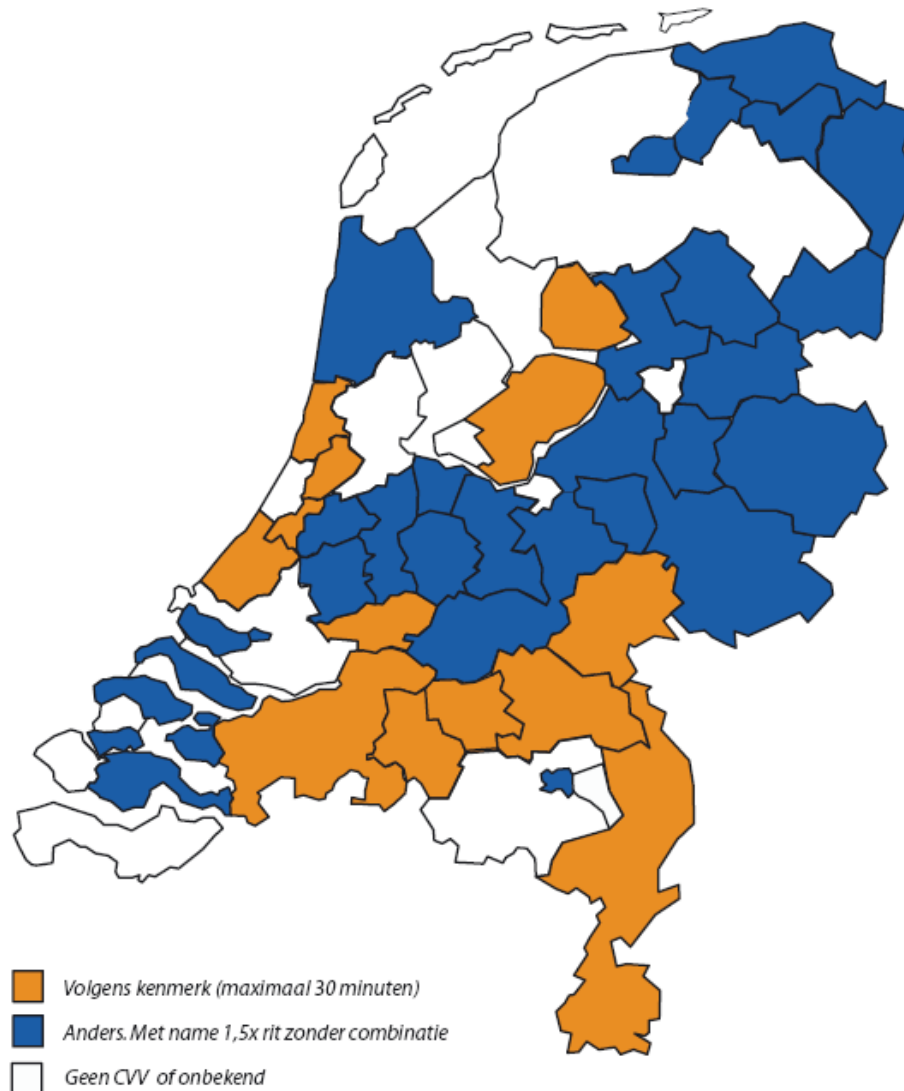 Volgens kenmerk (maximaal 30 minuten)
Anders. Met name 1,5x rit zonder combinatie
Geen CVV of onbekend